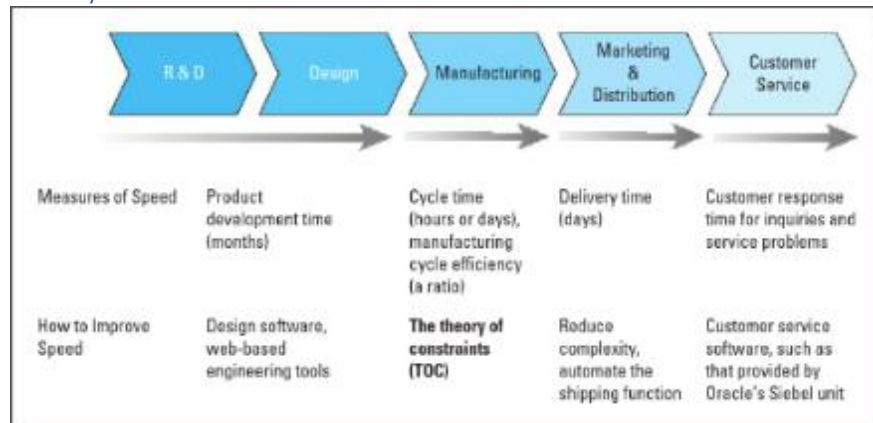 R & D
Design
Manufacturing
Marketing
&
Distribution
Customer
Service
Measures of Speed
Product
development time
(months)
Cycle time
(hours or days),
manufacturing
cycle efficiency
(a ratio)
Delivery time
(days)
Customer response
time for inquiries and
service problems
How to Improve
Speed
Design software,
web-based
engineering tools
The theory of
constraints
(TOC)
Reduce
complexity,
automate the
shipping function
Customer service
software, such as
that provided by
Oracle's Siebel unit